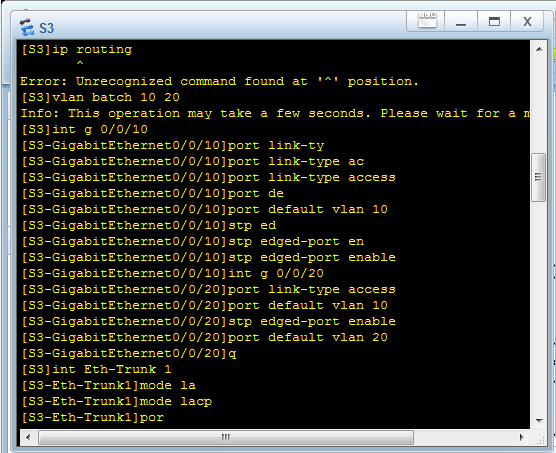 S3
[S3]ip routing
^
Error: Unrecognized command found at '^' position.
[S3]vlan batch 10 20
Info: This operation may take a few seconds. Please wait for a m
[S3]int g 0/0/10
[S3-GigabitEthernet0/0/10]port link-ty
[S3-GigabitEthernet0/0/10]port link-type ac
[S3-GigabitEthernet0/0/10]port link-type access
[S3-GigabitEthernet0/0/10]port de
[S3-GigabitEthernet0/0/10]port default vlan 10
[S3-GigabitEthernet0/0/10]stp ed
[S3-GigabitEthernet0/0/10]stp edged-port en
[S3-GigabitEthernet0/0/10]stp edged-port enable
[S3-GigabitEthernet0/0/10]int g 0/0/20
[S3-GigabitEthernet0/0/20]port link-type access
[S3-GigabitEthernet0/0/20]port default vlan 10
[S3-GigabitEthernet0/0/20]stp edged-port enable
[S3-GigabitEthernet0/0/20]port default vlan 20
[S3-GigabitEthernet0/0/20]q
[S3]int Eth-Trunk 1
[S3-Eth-Trunk1]mode la
[S3-Eth-Trunk1]mode lacp
[S3-Eth-Trunk1]por